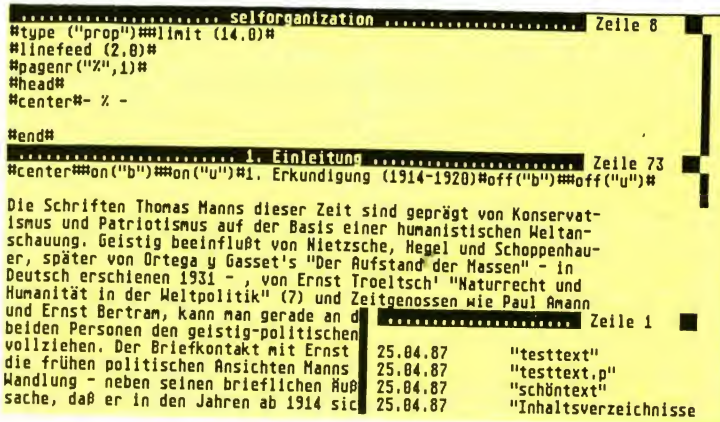 selforganization Zeile 8
#type ("prop")##limit (14.0)#
#linefeed (2.0)#
#pagenr("%",1)#
#head#
#center#- % -
#end#
1. Einleitung Zeile 73
#center##on("b")##on("u")#1. Erkundigung (1914-1920)#off("b")##off("u")#
Die Schriften Thomas Manns dieser Zeit sind geprägt von Konservat-
ismus und Patriotismus auf der Basis einer humanistischen Weltan-
schauung. Geistig beeinflußt von Nietzsche, Hegel und Schoppenhau-
er, später von Ortega y Gasset's "Der Aufstand der Massen" - in
Deutsch erschienen 1931 - , von Ernst Troeltsch' "Naturrecht und
Humanität in der Weltpolitik" (7) und Zeitgenossen wie Paul Amann
und Ernst Bertram, kann man gerade an d
beiden Personen den geistig-politischen
vollziehen. Der Briefkontakt mit Ernst
die frühen politischen Ansichten Manns
Wandlung - neben seinen brieflichen Äuß
sache, daß er in den Jahren ab 1914 sic
Zeile 1
25.04.87 "testtext"
25.04.87 "testtext.p"
25.04.87 "schöntext"
25.04.87 "Inhaltsverzeichnisse